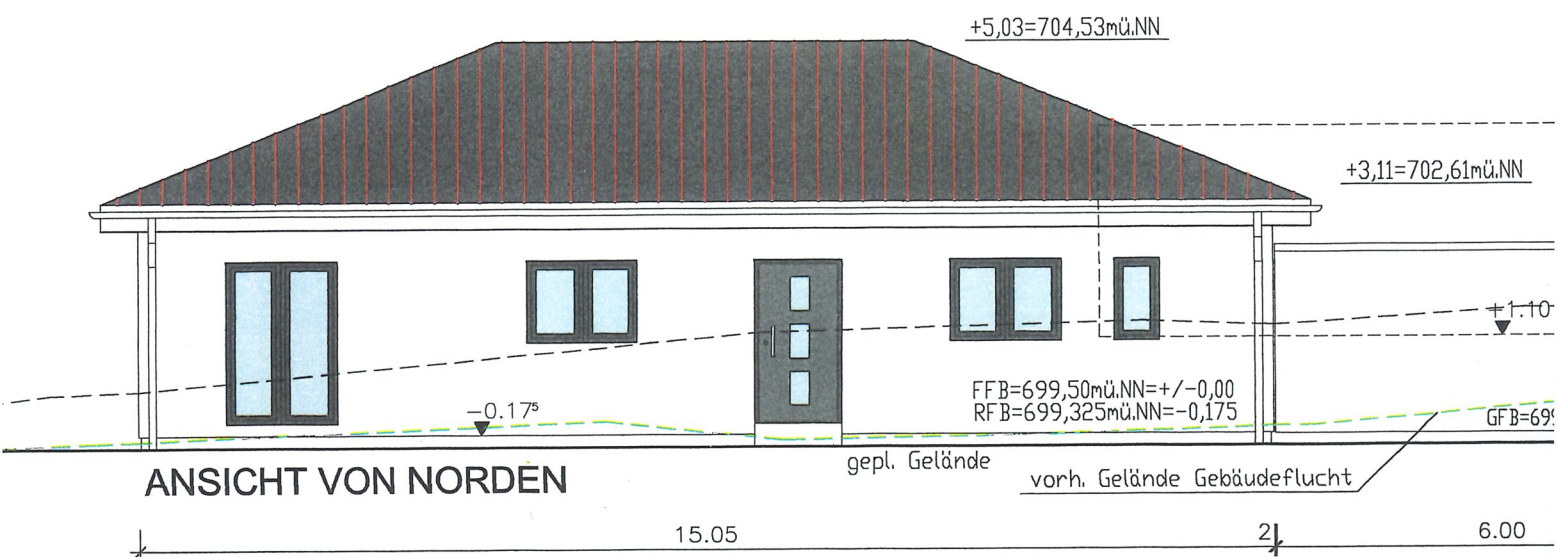 +5,03=704,53mü.NN
+3,11=702,61mü.NN
+1.10
FFB=699,50mü.NN=+/-0,00
RFB=699,325mü.NN=-0,175
-0.17⁵
GFB=699
gepl. Gelände
ANSICHT VON NORDEN
vorh. Gelände Gebäudeflucht
15.05
2
6.00